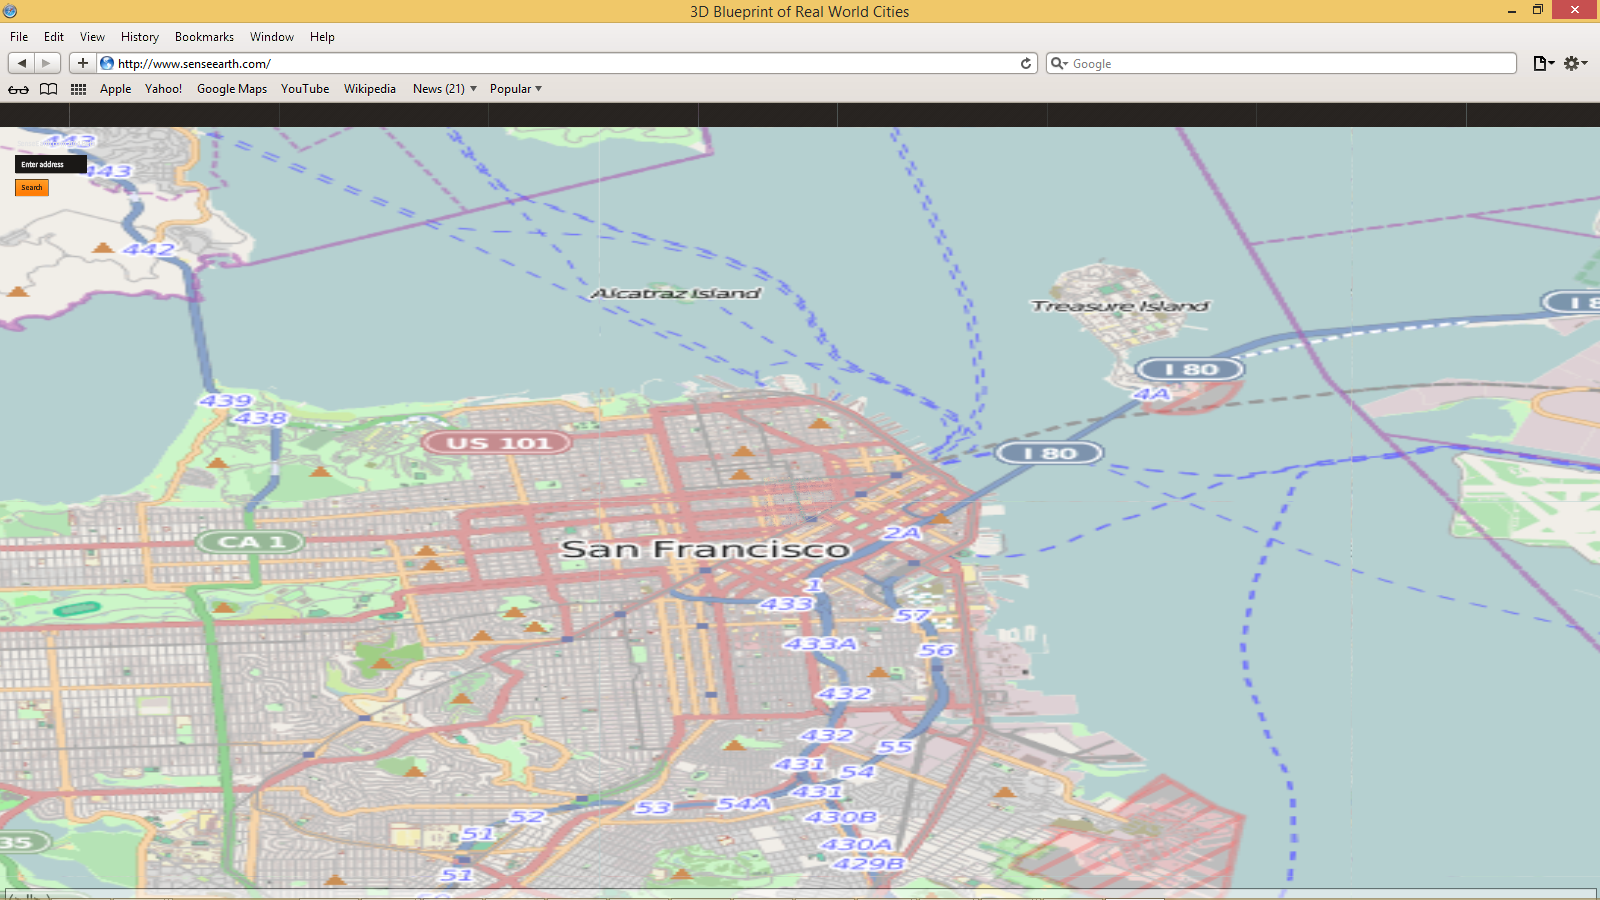 3D Blueprint of Real World Cities
File Edit View History Bookmarks Window Help
http://www.senseearth.com/
Google
Apple Yahoo! Google Maps YouTube Wikipedia News (21) Popular
443
Enter address
443
Search
442
Alcatraz Island
Treasure Island
I 80
4A
439
438
US 101
I 80
CA 1
2A
San Francisco
1
433
57
433A
56
432
432
55
431
54
431
53
54A
52
430B
51
35
430A
429B
51